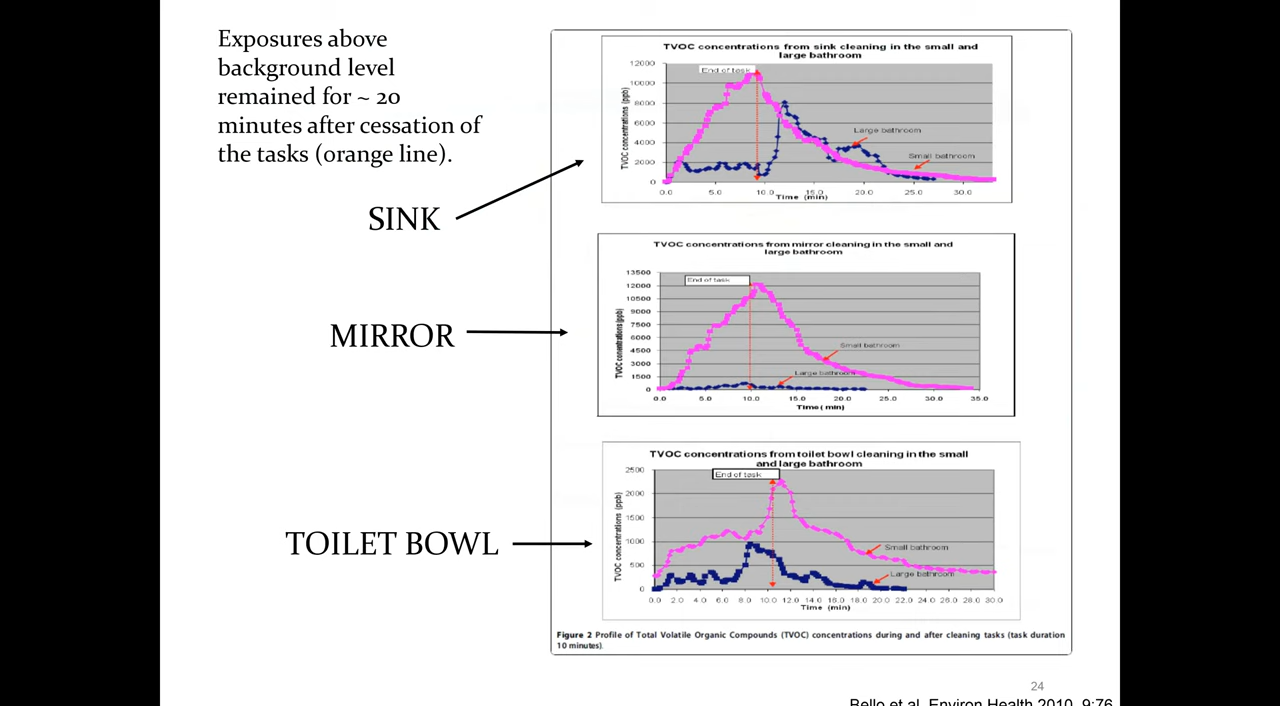 Exposures above
background level
remained for ~ 20
minutes after cessation of
the tasks (orange line).
SINK
MIRROR
TOILET BOWL
TVOC concentrations from sink cleaning in the small and
large bathroom
End of task
12000
10000
8000
6000
4000
2000
0
TVOC concentrations (ppb)
Large bathroom
Small bathroom
0.0 5.0 10.0 15.0 20.0 25.0 30.0
Time (min)
TVOC concentrations from mirror cleaning in the small and
large bathroom
End of task
13500
12000
10500
9000
7500
6000
4500
3000
1500
0
TVOC concentrations(ppb)
Small bathroom
Large bathroom
0.0 5.0 10.0 15.0 20.0 25.0 30.0 35.0
Time( min)
TVOC concentrations from toilet bowl cleaning in the small
and large bathroom
End of task
2500
2000
1500
1000
500
0
TVOC concentrations (ppb)
Small bathroom
Large bathroom
0.0 2.0 4.0 6.0 8.0 10.0 12.0 14.0 16.0 18.0 20.0 22.0 24.0 26.0 28.0 30.0
Time (min)
Figure 2 Profile of Total Volatile Organic Compounds (TVOC) concentrations during and after cleaning tasks (task duration
10 minutes).
24
Bello et al. Environ Health 2010, 9:76